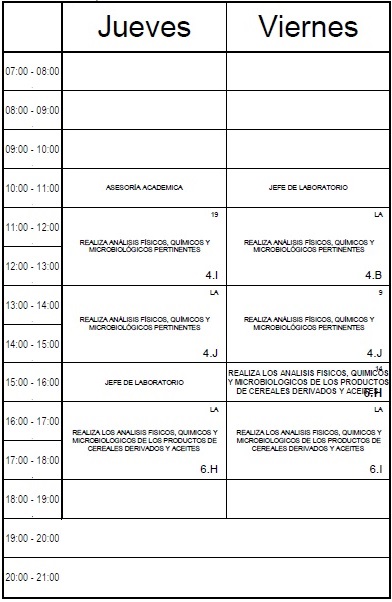 Jueves Viernes
07:00 - 08:00
08:00 - 09:00
09:00 - 10:00
10:00 - 11:00 ASESORÍA ACADEMICA JEFE DE LABORATORIO
19 LA
11:00 - 12:00
REALIZA ANÁLISIS FÍSICOS, QUÍMICOS Y REALIZA ANÁLISIS FÍSICOS, QUÍMICOS Y
MICROBIOLÓGICOS PERTINENTES MICROBIOLÓGICOS PERTINENTES
12:00 - 13:00
4.I 4.B
LA 9
13:00 - 14:00
REALIZA ANÁLISIS FÍSICOS, QUÍMICOS Y REALIZA ANÁLISIS FÍSICOS, QUÍMICOS Y
MICROBIOLÓGICOS PERTINENTES MICROBIOLÓGICOS PERTINENTES
14:00 - 15:00
4.J 4.J
14
REALIZA LOS ANALISIS FISICOS, QUIMICOS
15:00 - 16:00 JEFE DE LABORATORIO Y MICROBIOLOGICOS DE LOS PRODUCTOS
DE CEREALES DERIVADOS Y ACEITES
6.H
LA LA
16:00 - 17:00
REALIZA LOS ANALISIS FISICOS, QUIMICOS Y REALIZA LOS ANALISIS FISICOS, QUIMICOS Y
MICROBIOLOGICOS DE LOS PRODUCTOS DE MICROBIOLOGICOS DE LOS PRODUCTOS DE
CEREALES DERIVADOS Y ACEITES CEREALES DERIVADOS Y ACEITES
17:00 - 18:00
6.H 6.I
18:00 - 19:00
19:00 - 20:00
20:00 - 21:00